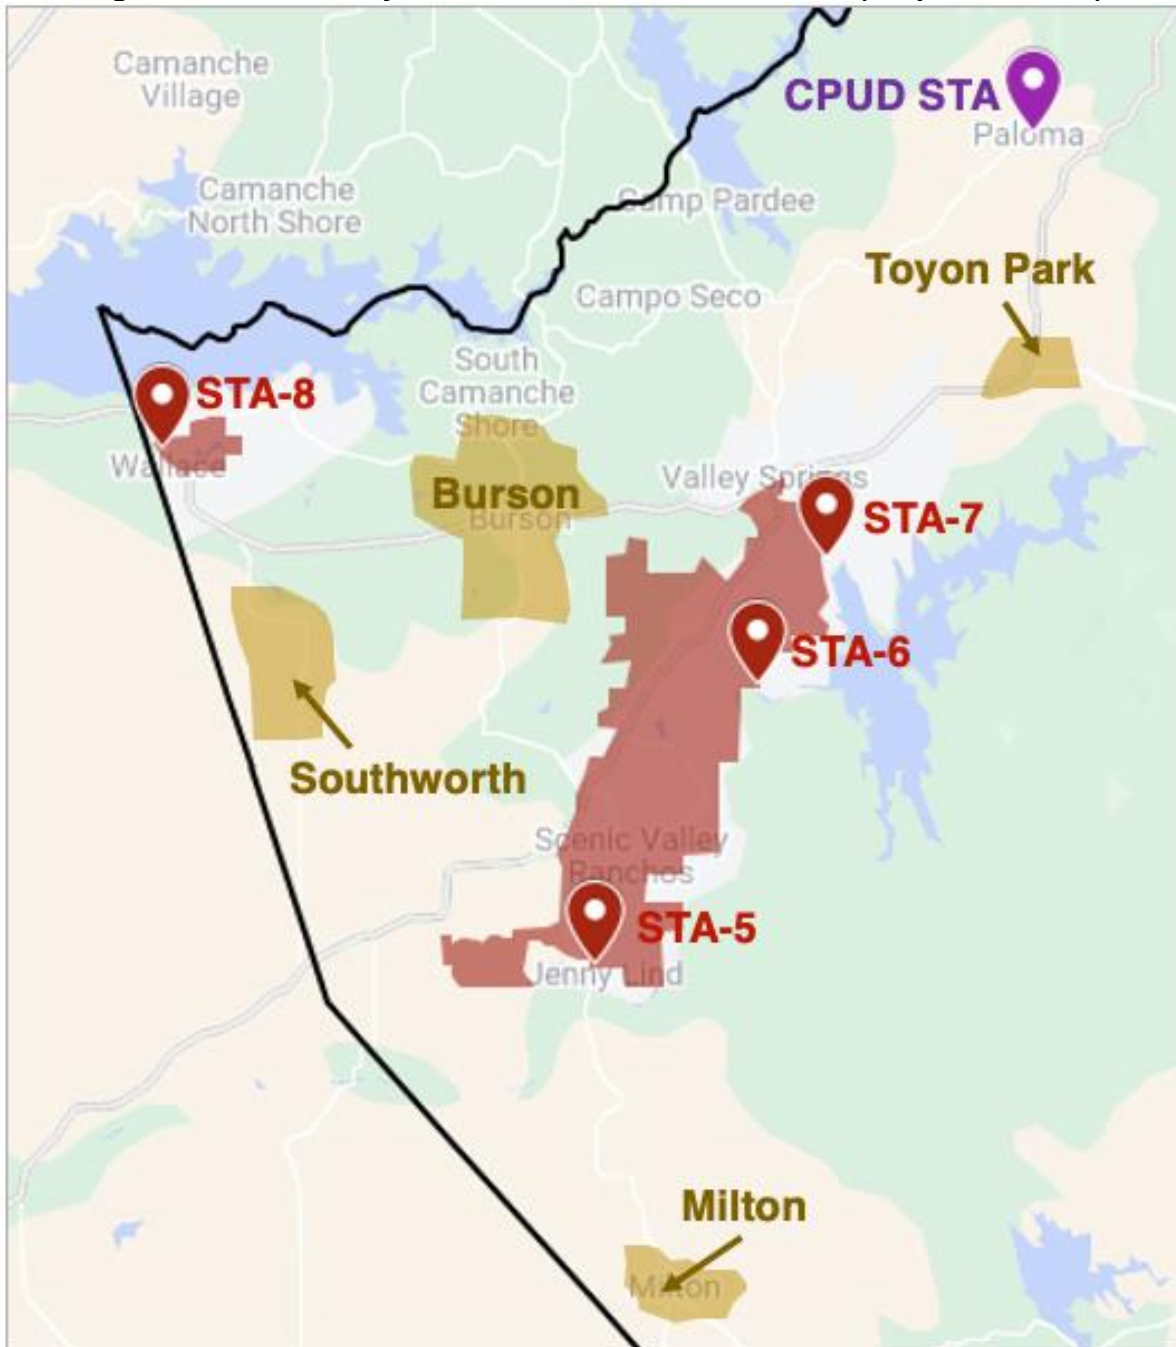 Camanche
Village
CPUD STA
Paloma
Camanche
North Shore
Camp Pardee
Toyon Park
Campo Seco
South
Camanche
Shore
STA-8
Wallace
Valley Springs
Burson
Burson
STA-7
STA-6
Southworth
Scenic Valley
Ranchos
STA-5
Jenny Lind
Milton
Milton